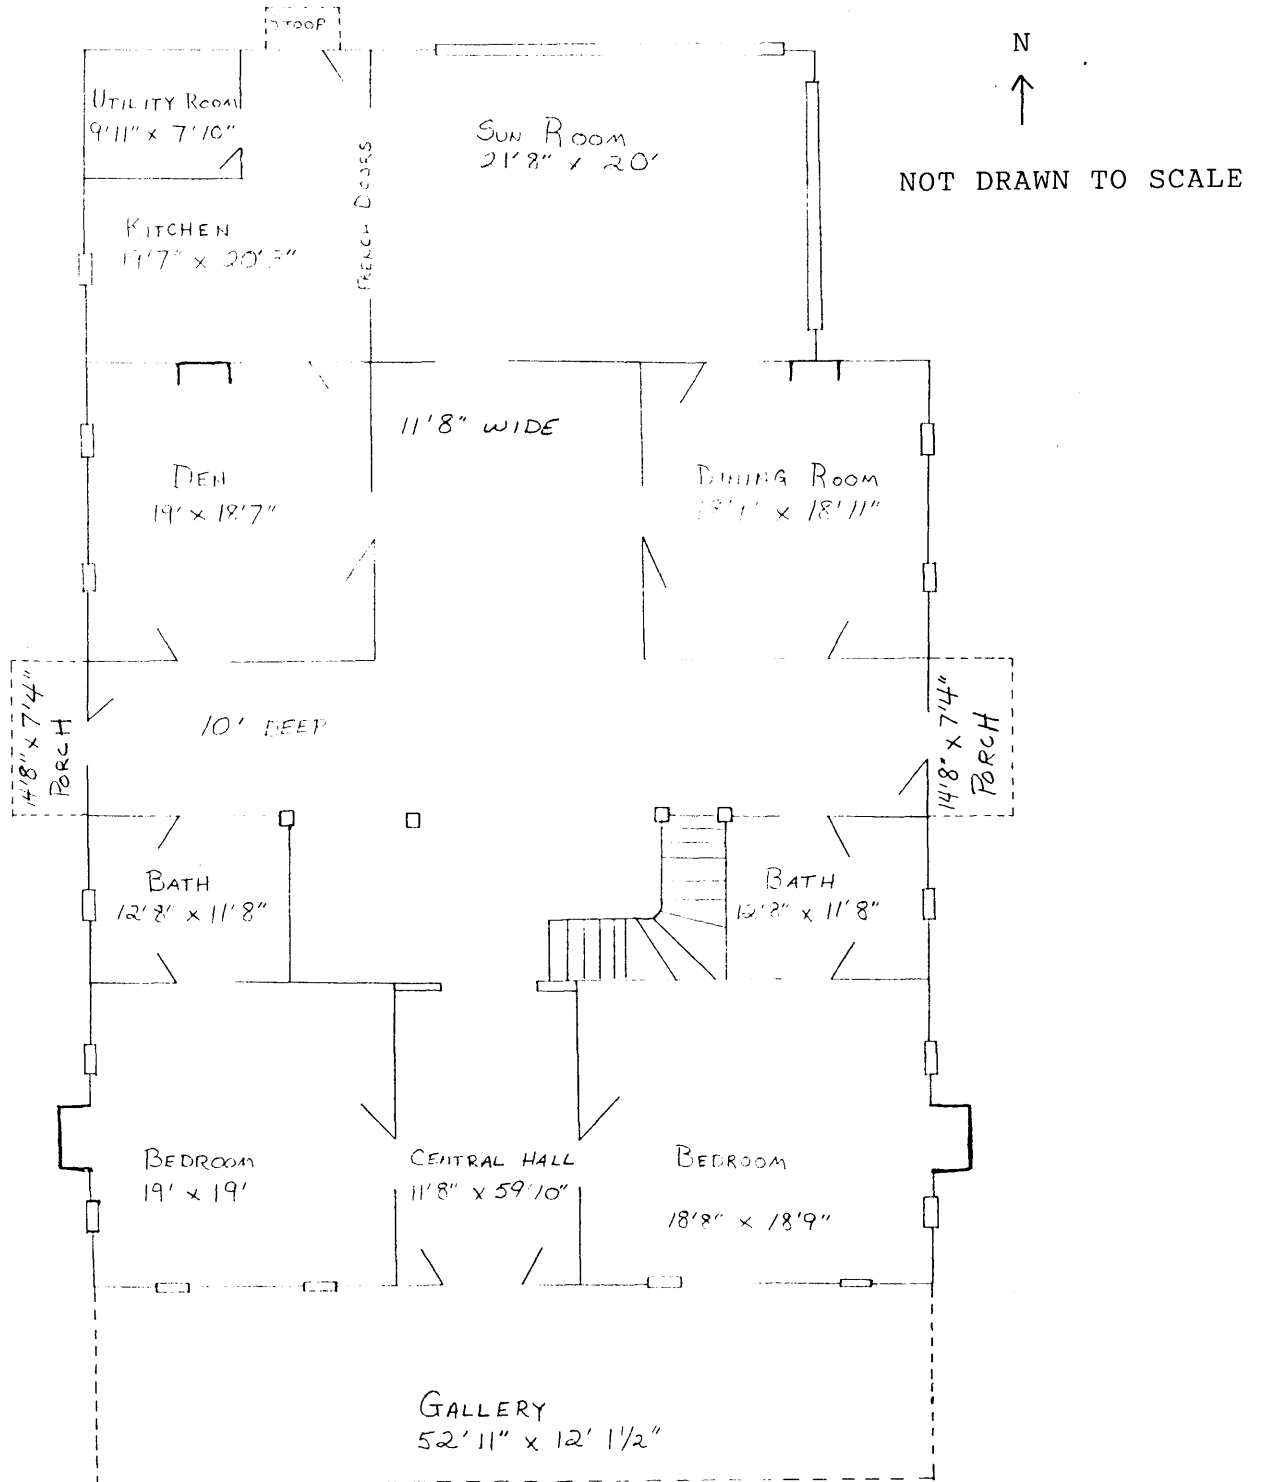 STOOP
N
UTILITY ROOM
9'11" x 7'10"
SUN ROOM
21'8" x 20'
FRENCH DOORS
NOT DRAWN TO SCALE
KITCHEN
19'7" x 20'3"
11'8" WIDE
DEN
19' x 18'7"
DINING ROOM
x 18'11"
14'8" x 7'4"
PORCH
10' DEEP
14'8" x 7'4"
PORCH
BATH
12'8" x 11'8"
BATH
12'8" x 11'8"
BEDROOM
19' x 19'
CENTRAL HALL
11'8" x 59'10"
BEDROOM
18'8" x 18'9"
GALLERY
52'11" x 12' 1 1/2"